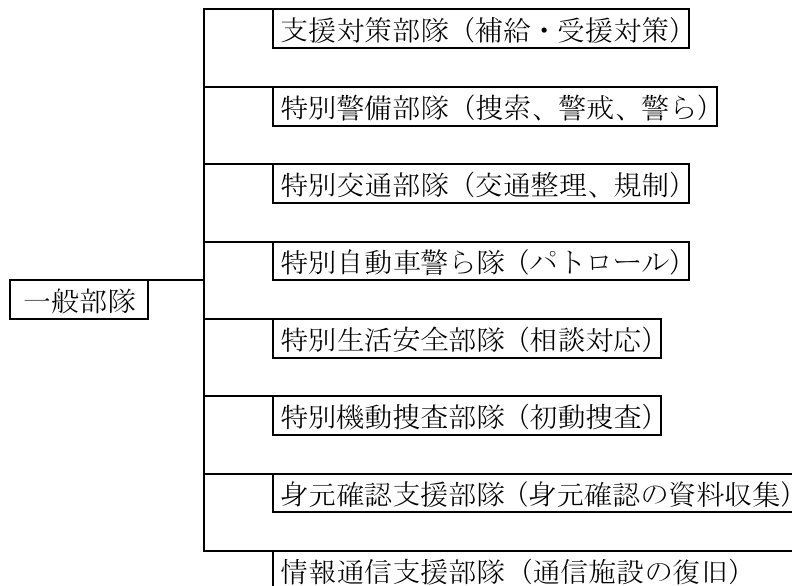 支援対策部隊（補給・受援対策）
特別警備部隊（捜索、警戒、警ら）
特別交通部隊（交通整理、規制）
特別自動車警ら隊（パトロール）
一般部隊
特別生活安全部隊（相談対応）
特別機動捜査部隊（初動捜査）
身元確認支援部隊（身元確認の資料収集）
情報通信支援部隊（通信施設の復旧）